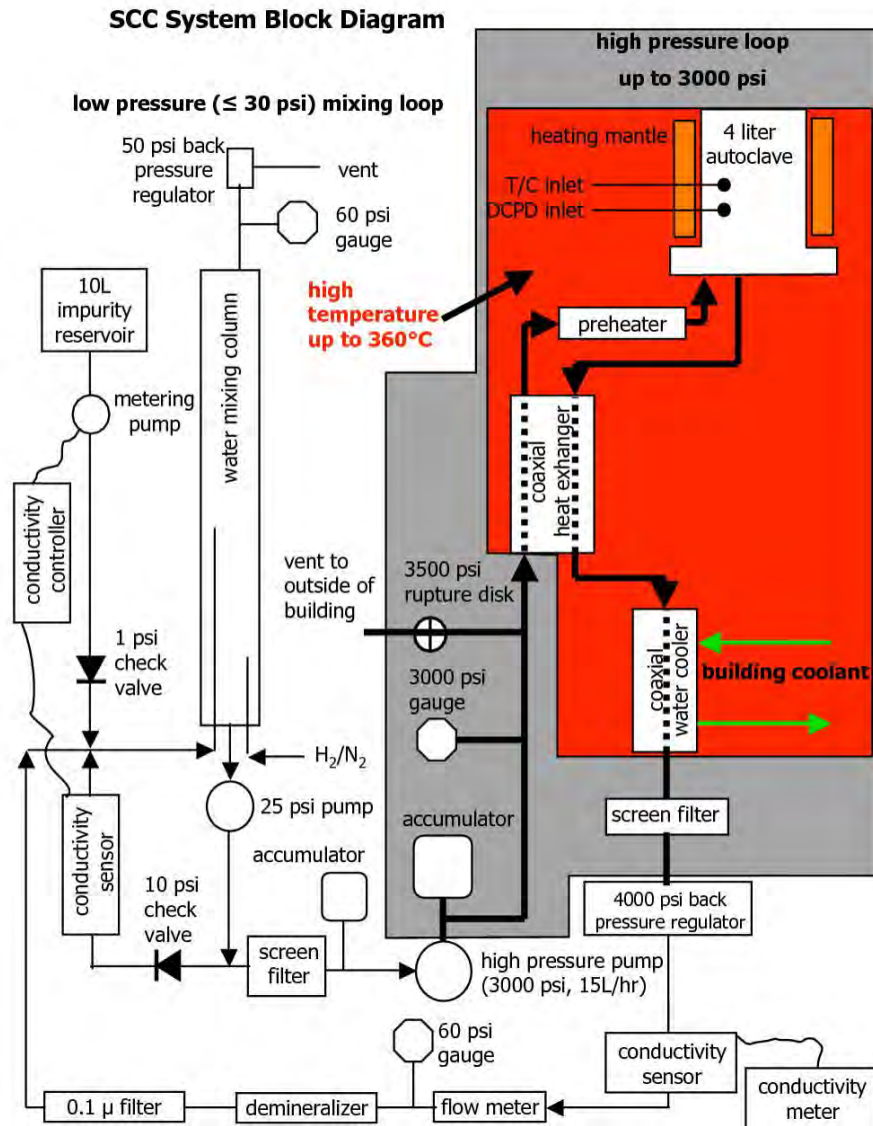 SCC System Block Diagram
high pressure loop
up to 3000 psi
low pressure (≤ 30 psi) mixing loop
50 psi back
pressure
regulator
vent
60 psi
gauge
heating mantle
4 liter
autoclave
T/C inlet
DCPD inlet
10L
impurity
reservoir
high
temperature
up to 360°C
preheater
metering
pump
water mixing column
coaxial
heat exhanger
conductivity
controller
vent to
outside of
building
3500 psi
rupture disk
1 psi
check
valve
3000 psi
gauge
coaxial
water cooler
building coolant
H2/N2
25 psi pump
conductivity
sensor
accumulator
accumulator
screen filter
10 psi
check
valve
4000 psi back
pressure regulator
screen
filter
high pressure pump
(3000 psi, 15L/hr)
60 psi
gauge
conductivity
sensor
conductivity
meter
0.1 μ filter
demineralizer
flow meter